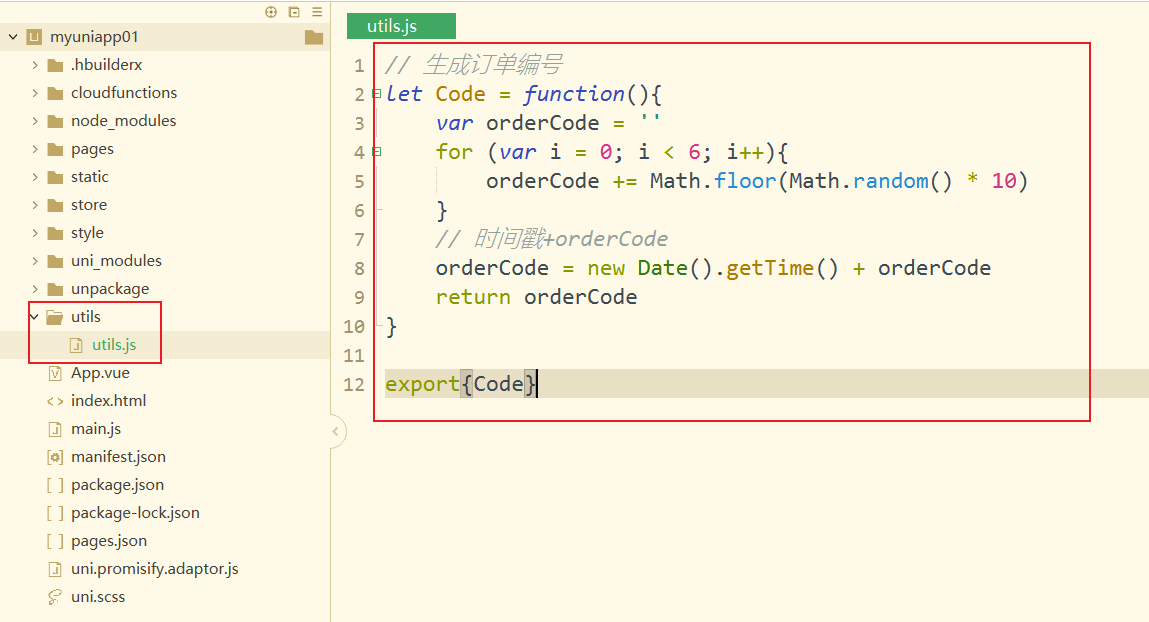 myuniapp01
.hbuilderx
cloudfunctions
node_modules
pages
static
store
style
uni_modules
unpackage
utils
utils.js
App.vue
index.html
main.js
manifest.json
package.json
package-lock.json
pages.json
uni.promisify.adaptor.js
uni.scss
utils.js
1 // 生成订单编号
2 let Code = function(){
3 var orderCode = ''
4 for (var i = 0; i < 6; i++){
5 orderCode += Math.floor(Math.random() * 10)
6 }
7 // 时间戳+orderCode
8 orderCode = new Date().getTime() + orderCode
9 return orderCode
10 }
11
12 export{Code}